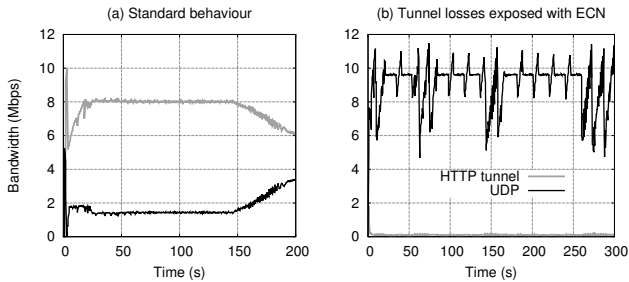 (a) Standard behaviour
(b) Tunnel losses exposed with ECN
Bandwidth (Mbps)
12
10
8
6
4
2
0
0 50 100 150 200
Time (s)
12
10
8
6
4
2
0
HTTP tunnel
UDP
0 50 100 150 200 250 300
Time (s)